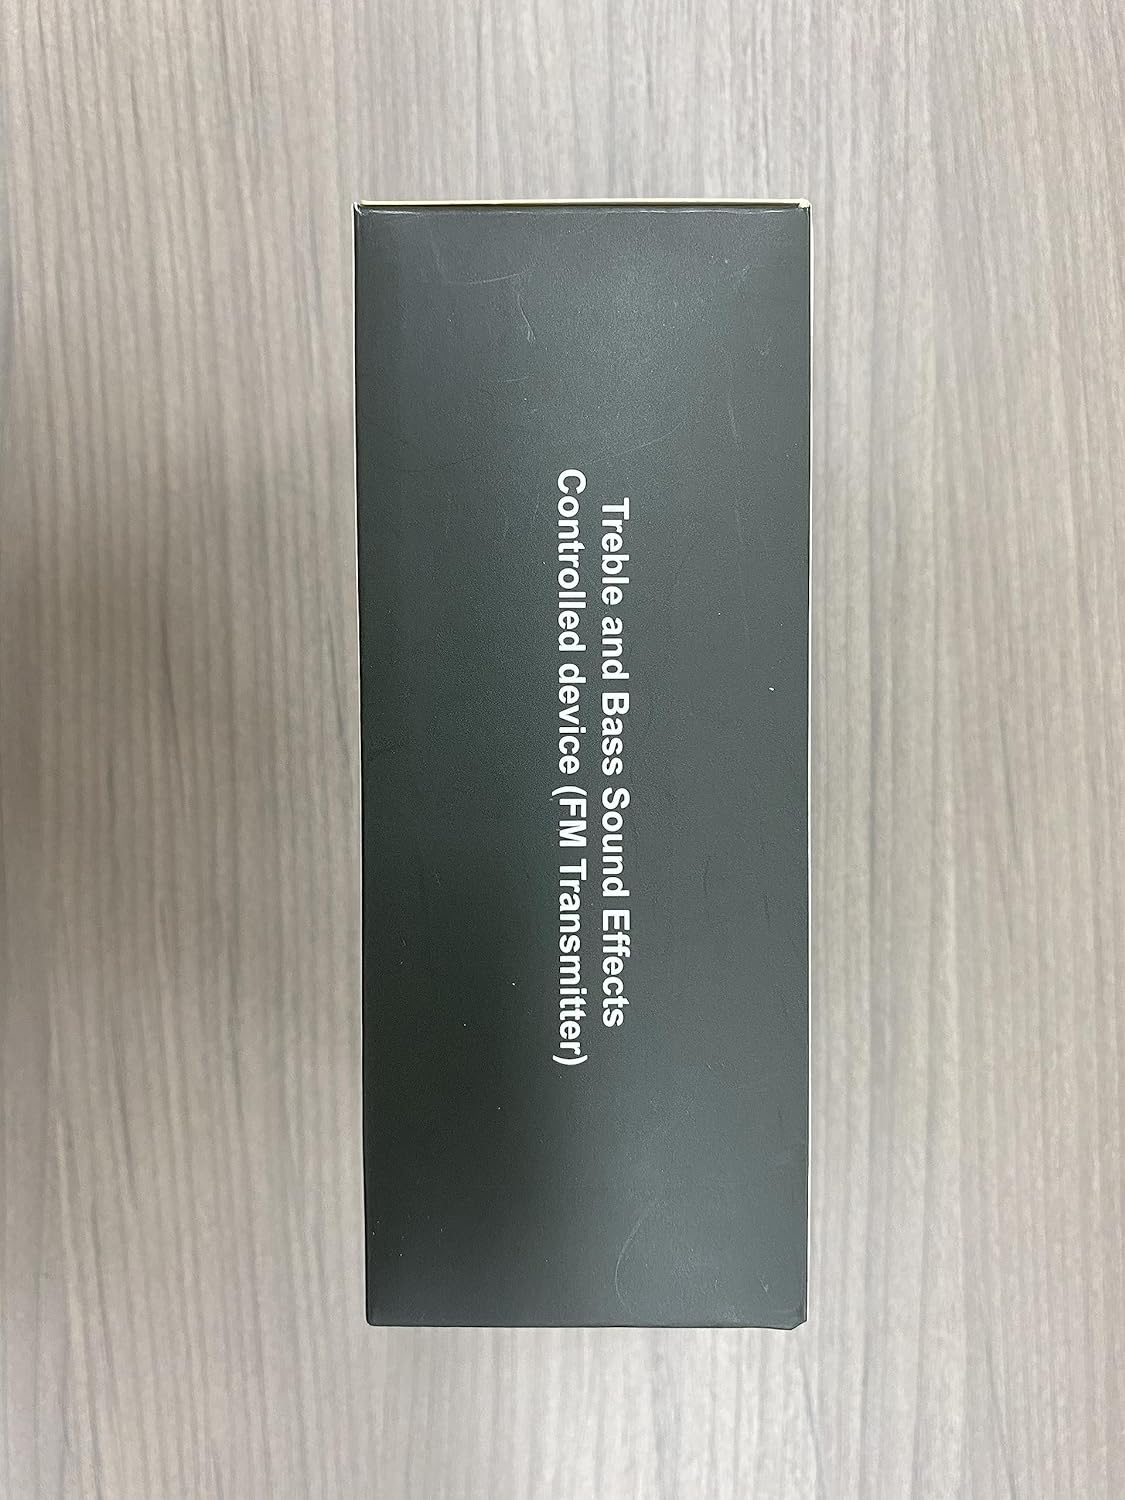 Treble and Bass Sound Effects
Controlled device (FM Transmitter)